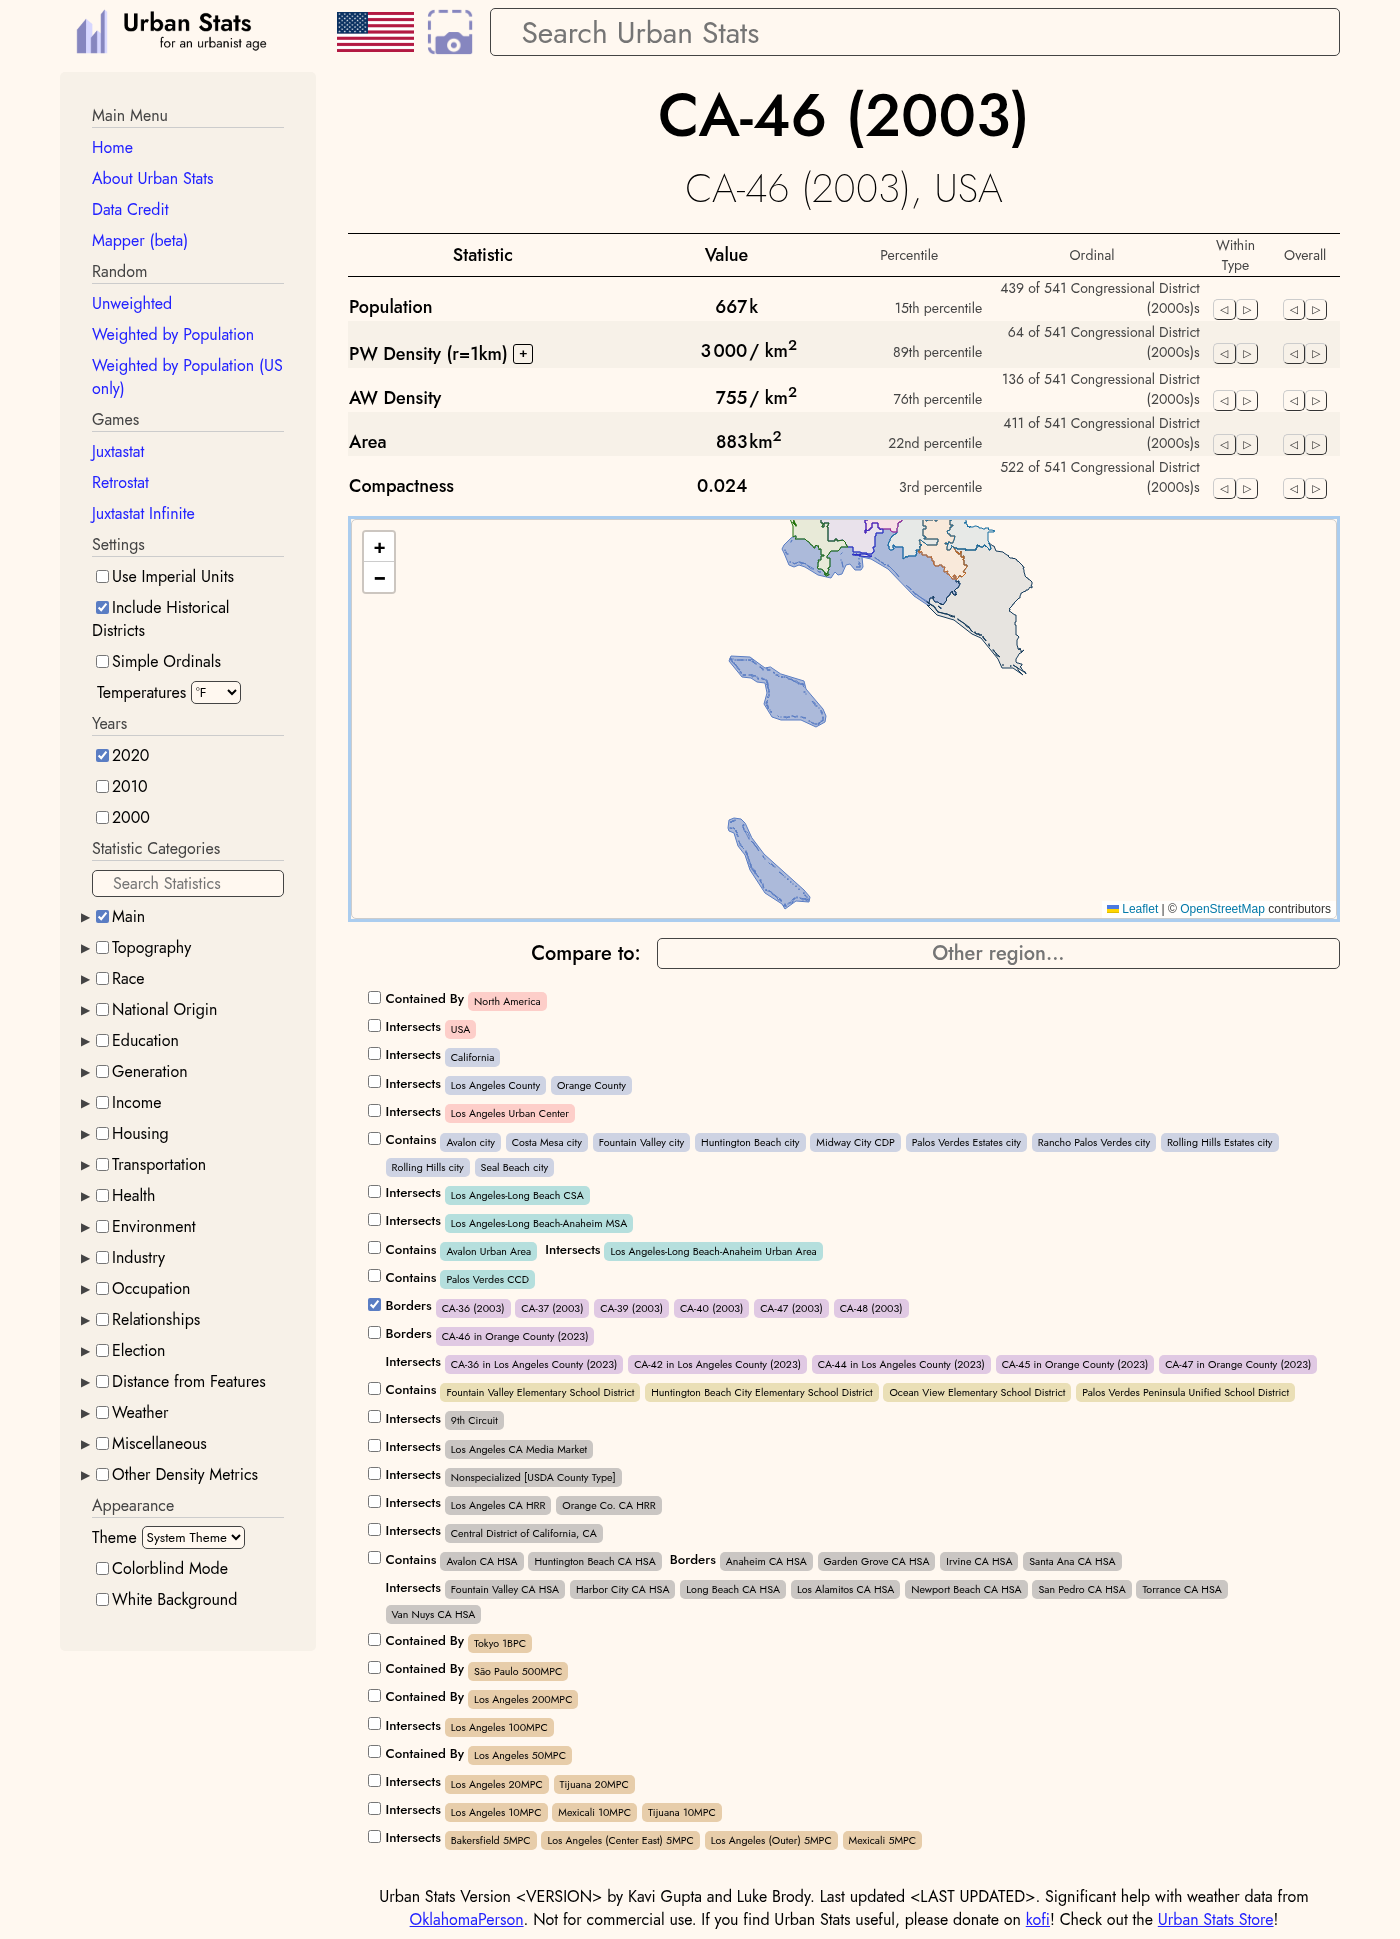 Urban Stats
for an urbanist age
Search Urban Stats
Main Menu
Home
About Urban Stats
Data Credit
Mapper (beta)
Random
Unweighted
Weighted by Population
Weighted by Population (US
only)
Games
Juxtastat
Retrostat
Juxtastat Infinite
Settings
Use Imperial Units
Include Historical
Districts
Simple Ordinals
Temperatures °F
Years
2020
2010
2000
Statistic Categories
Search Statistics
Main
Topography
Race
National Origin
Education
Generation
Income
Housing
Transportation
Health
Environment
Industry
Occupation
Relationships
Election
Distance from Features
Weather
Miscellaneous
Other Density Metrics
Appearance
Theme System Theme
Colorblind Mode
White Background
CA-46 (2003)
CA-46 (2003), USA
Statistic Value Percentile Ordinal Within Type Overall
Population 667k 15th percentile 439 of 541 Congressional District (2000s)s
PW Density (r=1km) + 3 000 / km2 89th percentile 64 of 541 Congressional District (2000s)s
AW Density 755 / km2 76th percentile 136 of 541 Congressional District (2000s)s
Area 883 km2 22nd percentile 411 of 541 Congressional District (2000s)s
Compactness 0.024 3rd percentile 522 of 541 Congressional District (2000s)s
+
−
Leaflet | © OpenStreetMap contributors
Compare to: Other region...
Contained By North America
Intersects USA
Intersects California
Intersects Los Angeles County Orange County
Intersects Los Angeles Urban Center
Contains Avalon city Costa Mesa city Fountain Valley city Huntington Beach city Midway City CDP Palos Verdes Estates city Rancho Palos Verdes city Rolling Hills Estates city
Rolling Hills city Seal Beach city
Intersects Los Angeles-Long Beach CSA
Intersects Los Angeles-Long Beach-Anaheim MSA
Contains Avalon Urban Area Intersects Los Angeles-Long Beach-Anaheim Urban Area
Contains Palos Verdes CCD
Borders CA-36 (2003) CA-37 (2003) CA-39 (2003) CA-40 (2003) CA-47 (2003) CA-48 (2003)
Borders CA-46 in Orange County (2023)
Intersects CA-36 in Los Angeles County (2023) CA-42 in Los Angeles County (2023) CA-44 in Los Angeles County (2023) CA-45 in Orange County (2023) CA-47 in Orange County (2023)
Contains Fountain Valley Elementary School District Huntington Beach City Elementary School District Ocean View Elementary School District Palos Verdes Peninsula Unified School District
Intersects 9th Circuit
Intersects Los Angeles CA Media Market
Intersects Nonspecialized [USDA County Type]
Intersects Los Angeles CA HRR Orange Co. CA HRR
Intersects Central District of California, CA
Contains Avalon CA HSA Huntington Beach CA HSA Borders Anaheim CA HSA Garden Grove CA HSA Irvine CA HSA Santa Ana CA HSA
Intersects Fountain Valley CA HSA Harbor City CA HSA Long Beach CA HSA Los Alamitos CA HSA Newport Beach CA HSA San Pedro CA HSA Torrance CA HSA
Van Nuys CA HSA
Contained By Tokyo 1BPC
Contained By São Paulo 500MPC
Contained By Los Angeles 200MPC
Intersects Los Angeles 100MPC
Contained By Los Angeles 50MPC
Intersects Los Angeles 20MPC Tijuana 20MPC
Intersects Los Angeles 10MPC Mexicali 10MPC Tijuana 10MPC
Intersects Bakersfield 5MPC Los Angeles (Center East) 5MPC Los Angeles (Outer) 5MPC Mexicali 5MPC
Urban Stats Version <VERSION> by Kavi Gupta and Luke Brody. Last updated <LAST UPDATED>. Significant help with weather data from
OklahomaPerson. Not for commercial use. If you find Urban Stats useful, please donate on kofi! Check out the Urban Stats Store!